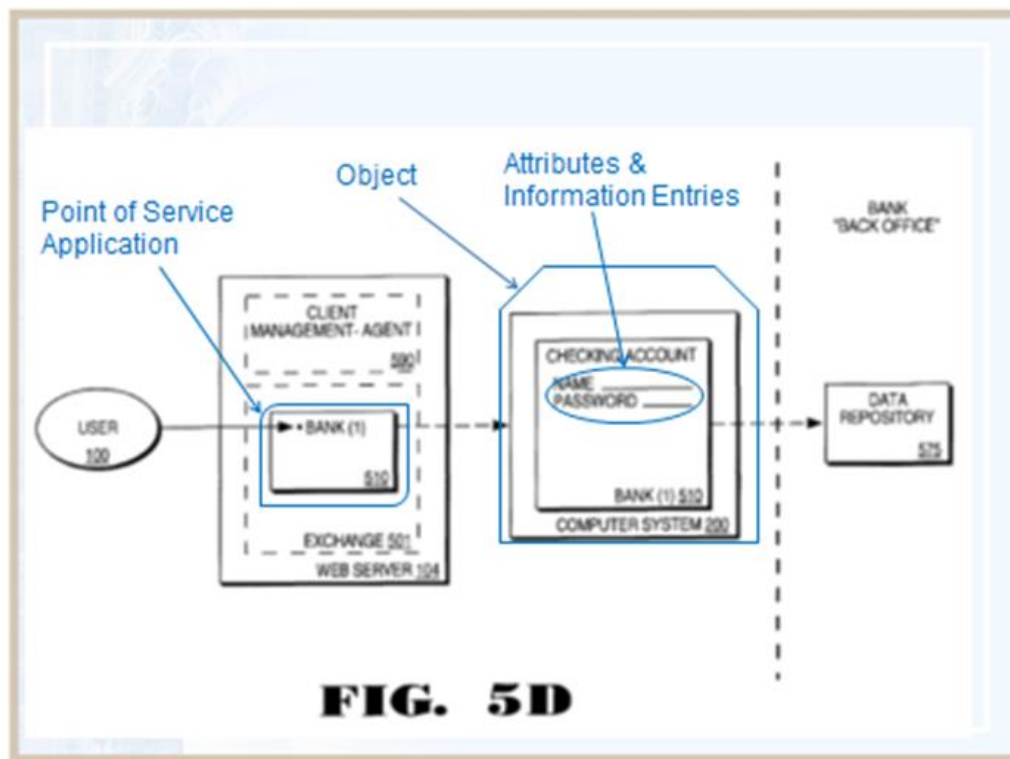 Object
Attributes &
Information Entries
Point of Service
Application
BANK
"BACK OFFICE"
CLIENT
MANAGEMENT- AGENT
590
CHECKING ACCOUNT
NAME
PASSWORD
USER
100
• BANK (1)
510
DATA
REPOSITORY
575
BANK (1) 510
COMPUTER SYSTEM 200
EXCHANGE 501
WEB SERVER 104
FIG. 5D